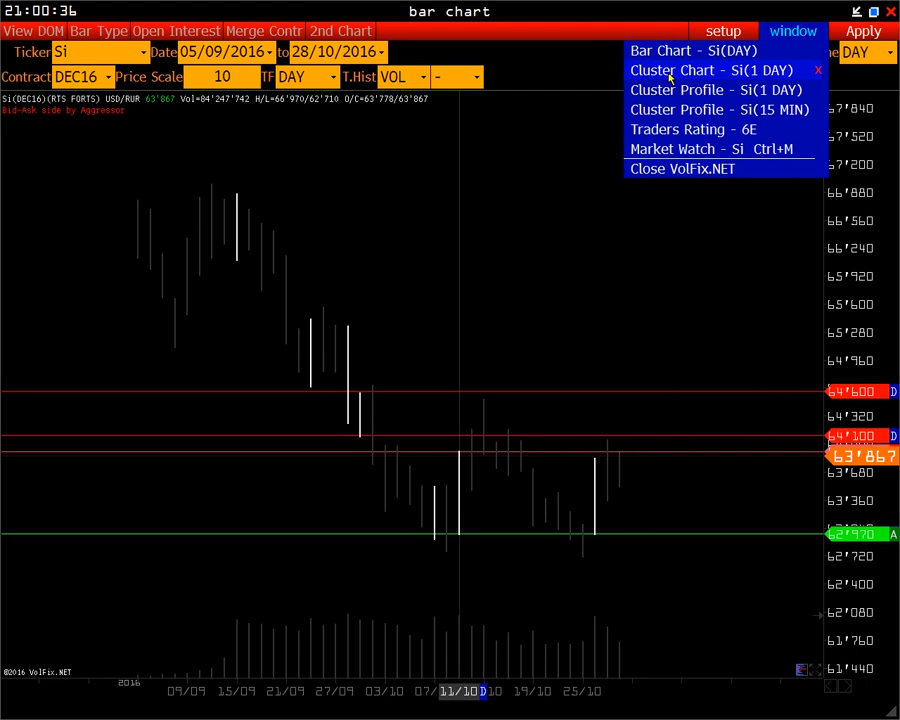 21:00:36 bar chart
View DOM Bar Type Open Interest Merge Contr 2nd Chart setup window Apply
Ticker Si Date 05/09/2016 to 28/10/2016 DAY
Contract DEC16 Price Scale 10 TF DAY T.Hist VOL -
Bar Chart - Si(DAY)
Cluster Chart - Si(1 DAY) x
Cluster Profile - Si(1 DAY)
Cluster Profile - Si(15 MIN)
Traders Rating - 6E
Market Watch - Si Ctrl+M
Close VolFix.NET
Si(DEC16)(RTS FORTS) USD/RUR 63'867 Vol=84'247'742 H/L=66'970/62'710 O/C=63'778/63'867
Bid-Ask side by Aggressor
67'840
67'520
67'200
66'880
66'560
66'240
65'920
65'600
65'280
64'960
64'600 D
64'320
64'100 D
63'867
63'680
63'360
62'970 A
62'720
62'400
62'080
61'760
61'440
©2016 VolFix.NET
2016
09/09 15/09 21/09 27/09 03/10 11/10 D 19/10 25/10